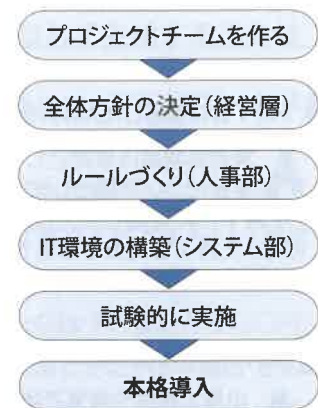 プロジェクトチームを作る
全体方針の決定(経営層)
ルールづくり(人事部)
IT環境の構築(システム部)
試験的に実施
本格導入